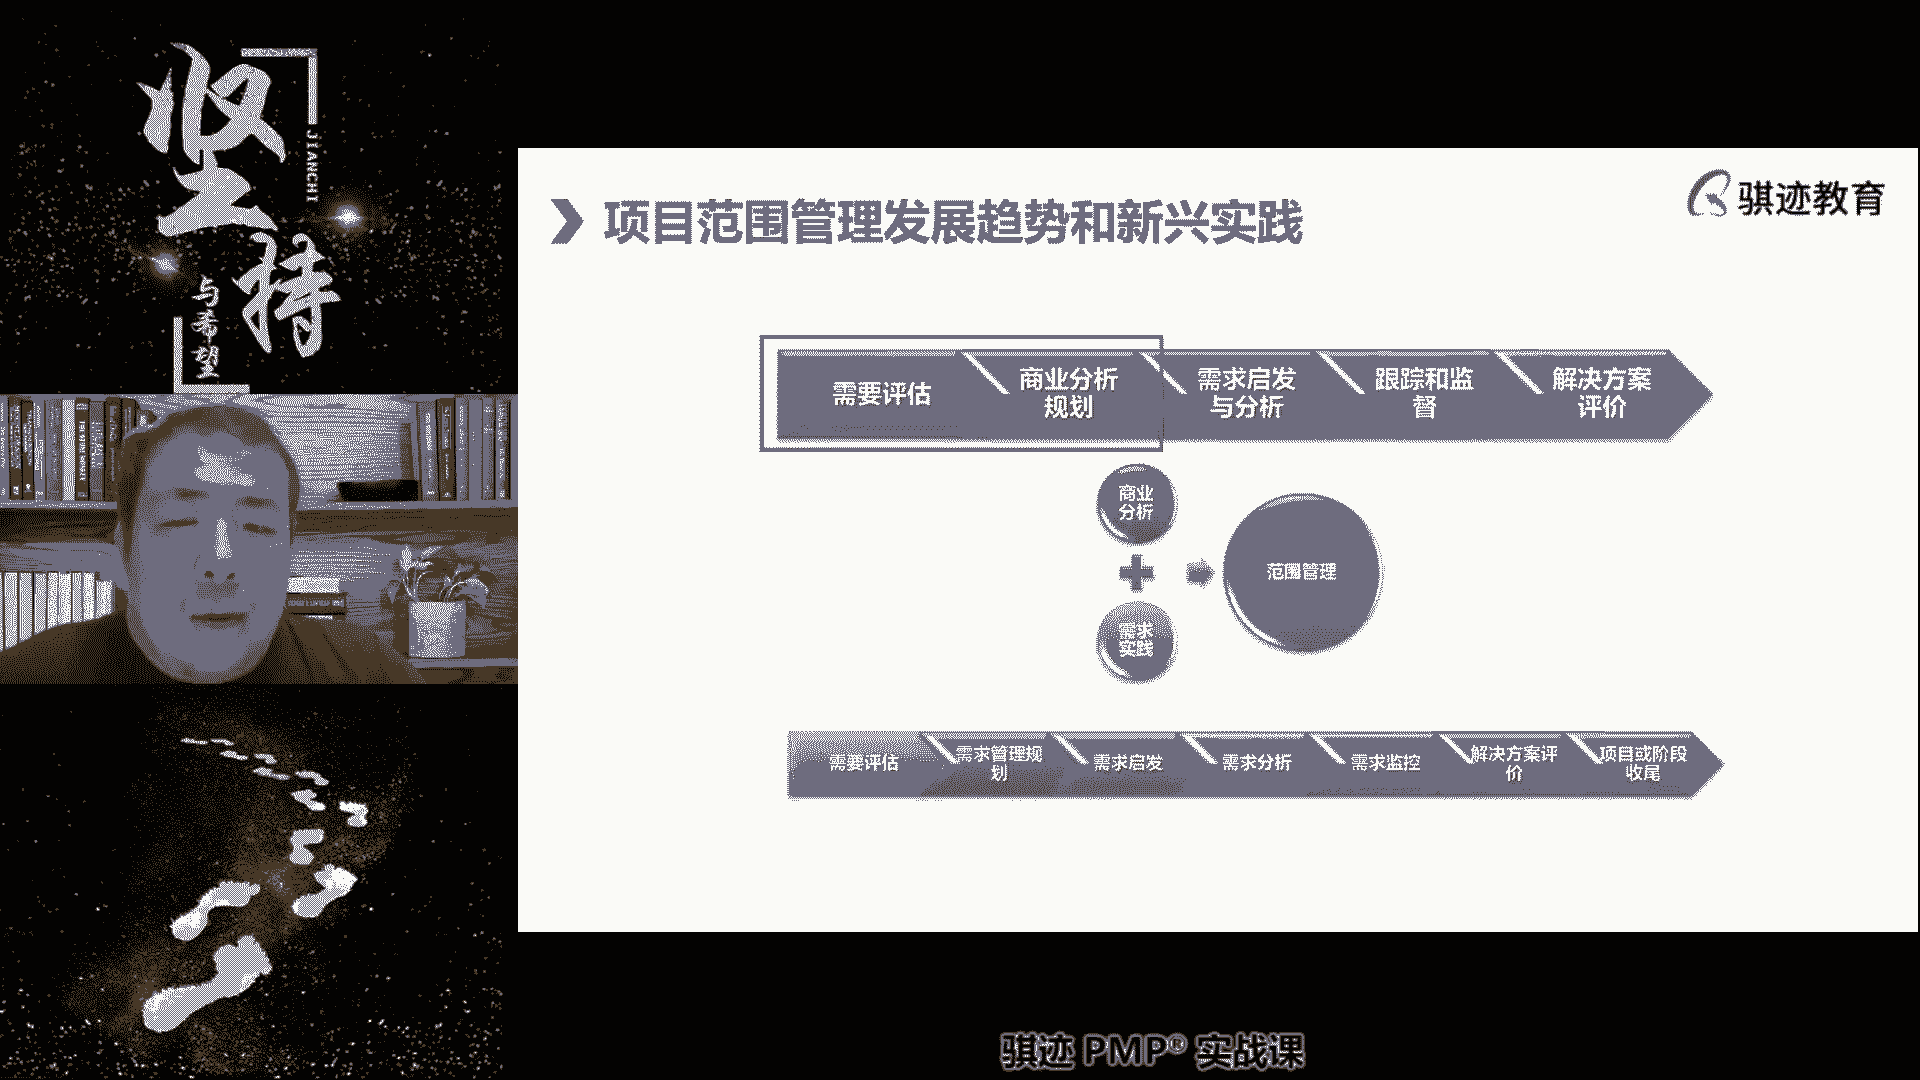 坚持
JIANCHI
与希望
项目范围管理发展趋势和新兴实践
骐迹教育
需要评估
商业分析
规划
需求启发
与分析
跟踪和监
督
解决方案
评价
商业
分析
范围管理
需求
实践
需要评估
需求管理规
划
需求启发
需求分析
需求监控
解决方案评
价
项目或阶段
收尾
骐迹 PMP® 实战课